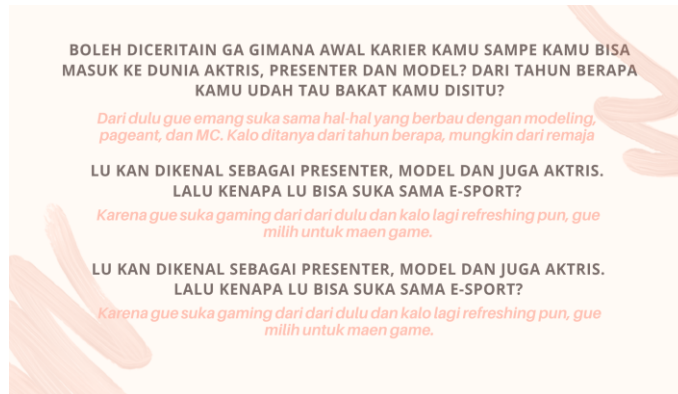 BOLEH DICERITAIN GA GIMANA AWAL KARIER KAMU SAMPE KAMU BISA
MASUK KE DUNIA AKTRIS, PRESENTER DAN MODEL? DARI TAHUN BERAPA
KAMU UDAH TAU BAKAT KAMU DISITU?
Dari dulu gue emang suka sama hal-hal yang berbau dengan modeling,
pageant, dan MC. Kalo ditanya dari tahun berapa, mungkin dari remaja
LU KAN DIKENAL SEBAGAI PRESENTER, MODEL DAN JUGA AKTRIS.
LALU KENAPA LU BISA SUKA SAMA E-SPORT?
Karena gue suka gaming dari dari dulu dan kalo lagi refreshing pun, gue
milih untuk maen game.
LU KAN DIKENAL SEBAGAI PRESENTER, MODEL DAN JUGA AKTRIS.
LALU KENAPA LU BISA SUKA SAMA E-SPORT?
Karena gue suka gaming dari dari dulu dan kalo lagi refreshing pun, gue
milih untuk maen game.